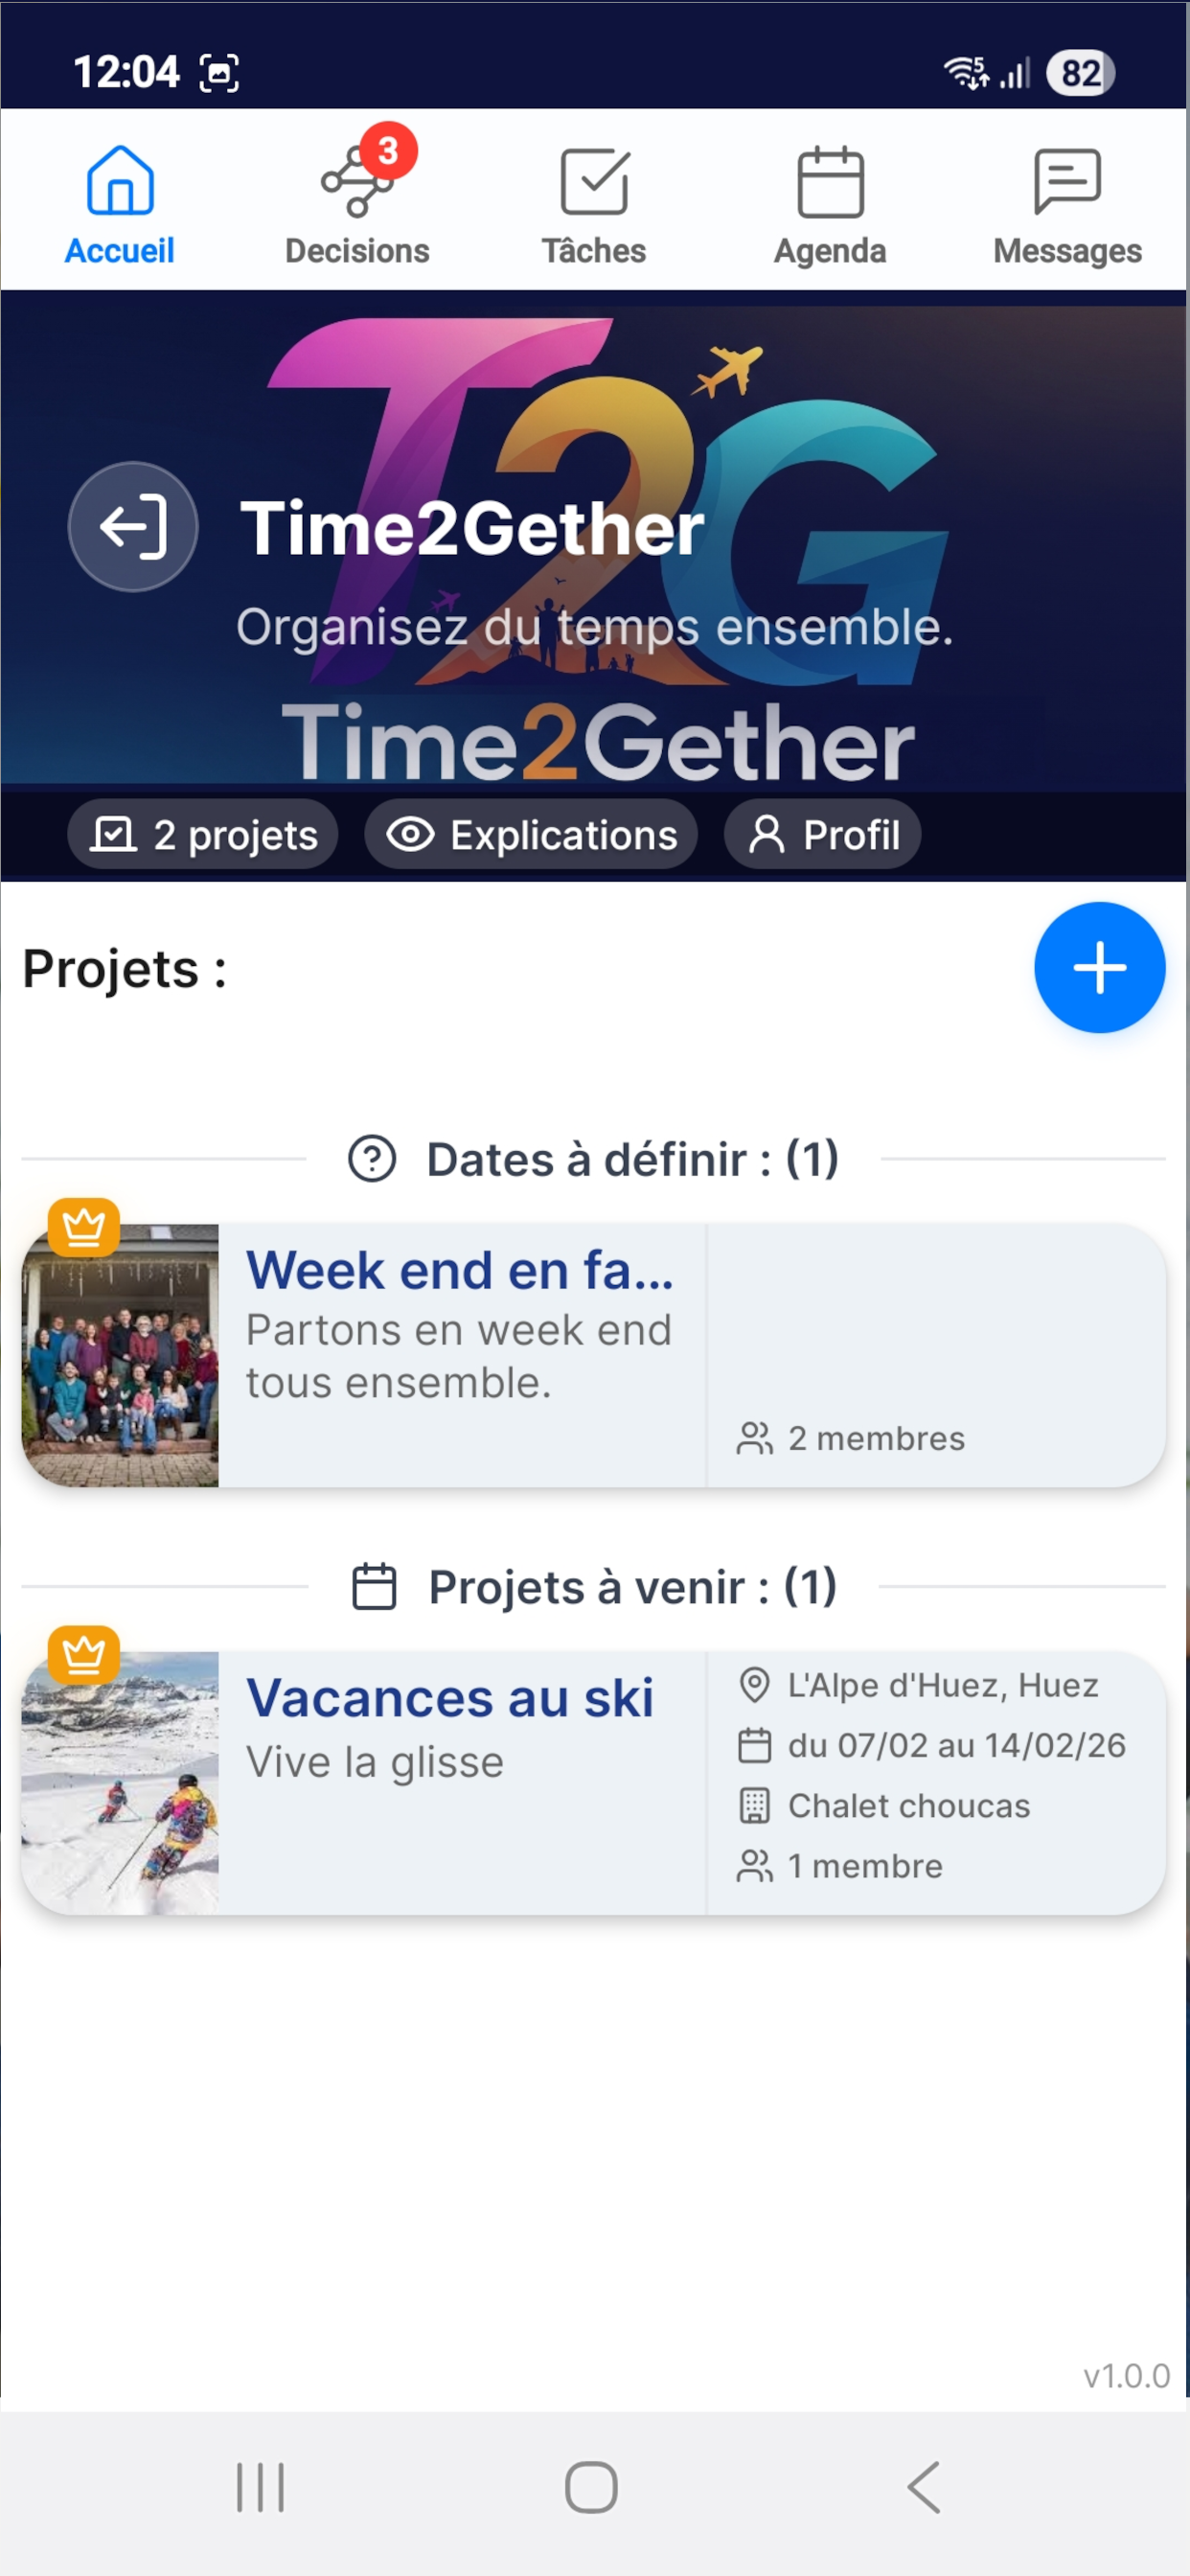 12:04
5
82
3
Accueil
Decisions
Tâches
Agenda
Messages
T2G
Time2Gether
Organisez du temps ensemble.
Time2Gether
2 projets
Explications
Profil
Projets :
Dates à définir : (1)
Week end en fa...
Partons en week end
tous ensemble.
2 membres
Projets à venir : (1)
Vacances au ski
Vive la glisse
L'Alpe d'Huez, Huez
du 07/02 au 14/02/26
Chalet choucas
1 membre
v1.0.0